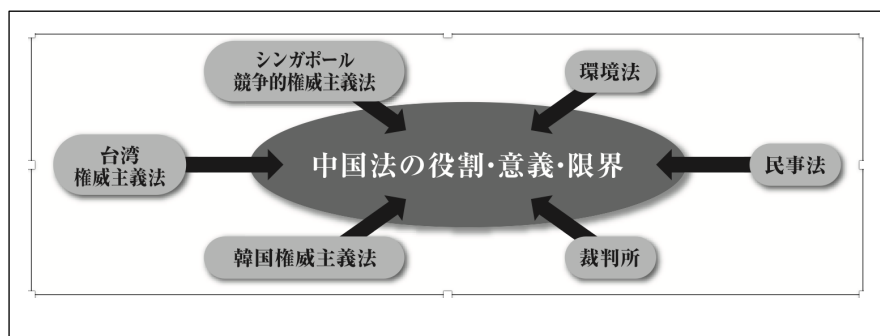 シンガポール
競争的権威主義法
環境法
台湾
権威主義法
中国法の役割・意義・限界
民事法
韓国権威主義法
裁判所